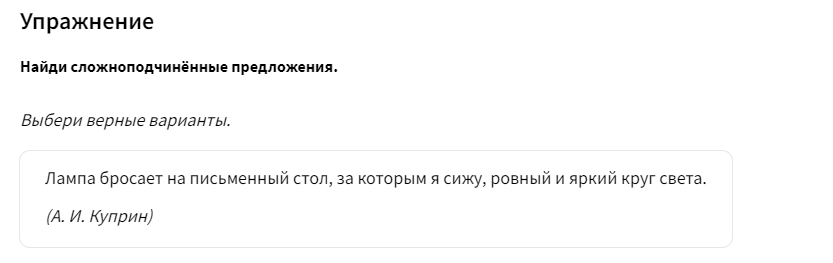 Упражнение
Найди сложноподчинённые предложения.
Выбери верные варианты.
Лампа бросает на письменный стол, за которым я сижу, ровный и яркий круг света.
(А. И. Куприн)